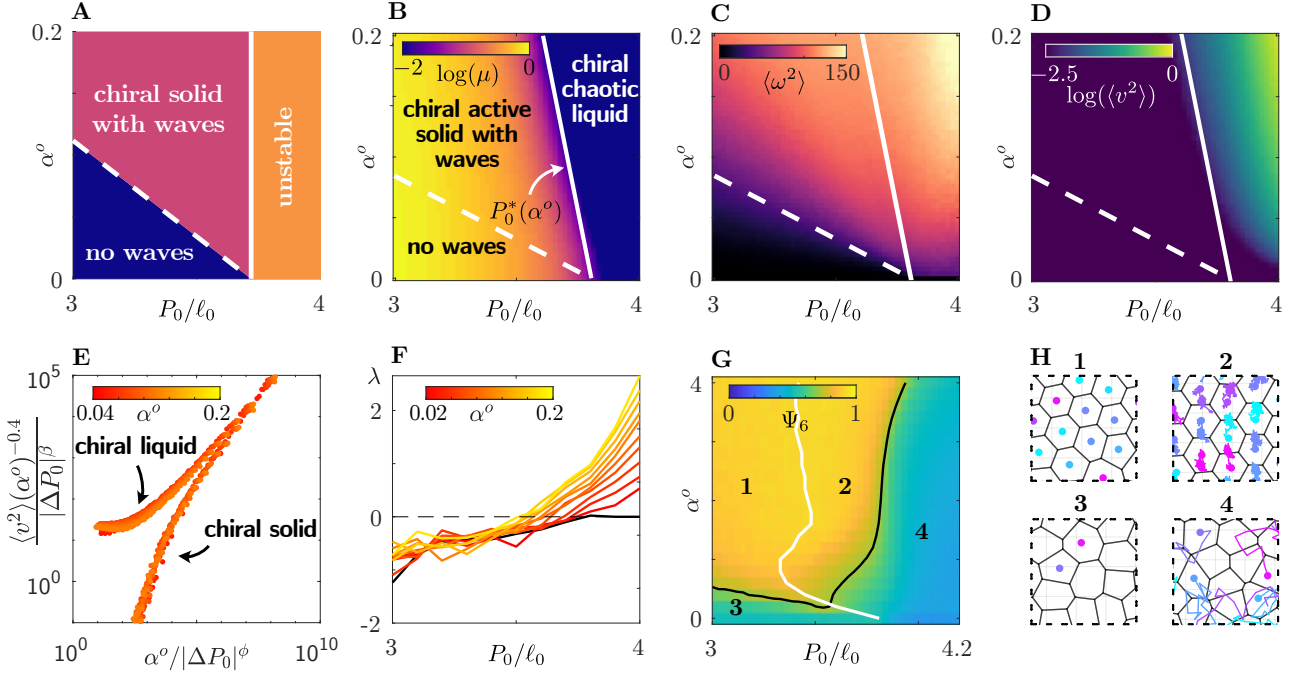 A
0.2
α^o
0
3
P_0/ℓ_0
4
chiral solid
with waves
no waves
unstable
B
0.2
α^o
0
3
P_0/ℓ_0
4
−2
0
log(μ)
chiral active
solid with
waves
no waves
P_0^*(α^o)
chiral
chaotic
liquid
C
0.2
α^o
0
3
P_0/ℓ_0
4
0
150
⟨ω^2⟩
D
0.2
α^o
0
3
P_0/ℓ_0
4
−2.5
0
log(⟨v^2⟩)
E
⟨v^2⟩(α^o)^{−0.4}
|ΔP_0|^β
10^5
10^0
10^0
α^o/|ΔP_0|^ϕ
10^10
0.04
α^o
0.2
chiral liquid
chiral solid
F
λ
2
0
-2
3
P_0/ℓ_0
4
0.02
α^o
0.2
G
4
α^o
0
3
P_0/ℓ_0
4.2
0
1
Ψ_6
1
2
3
4
H
1
2
3
4